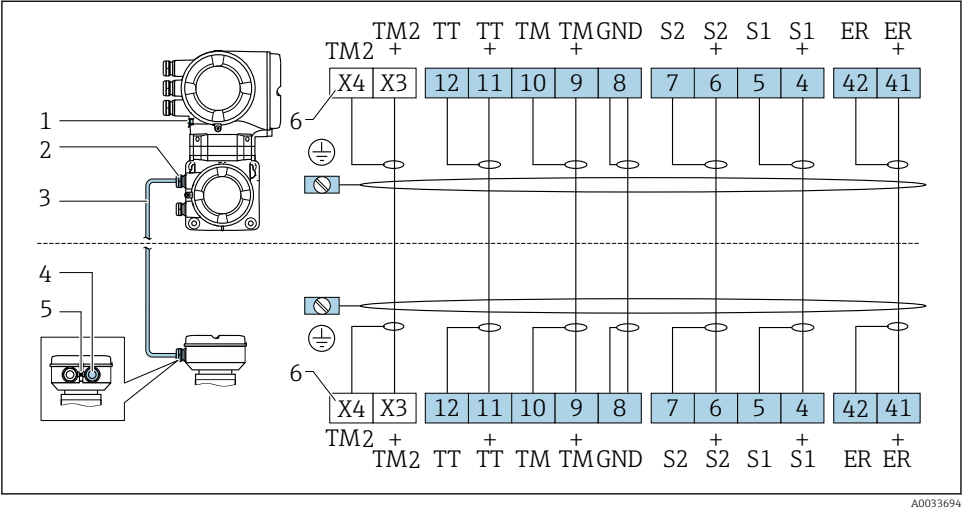 TM2 TT TT TM TM GND S2 S2 S1 S1 ER ER
TM2 + + + + + +
X4 X3 12 11 10 9 8 7 6 5 4 42 41
1
6
2
3
4
5
6
X4 X3 12 11 10 9 8 7 6 5 4 42 41
TM2 + + + + + +
TM2 TT TT TM TM GND S2 S2 S1 S1 ER ER
A0033694